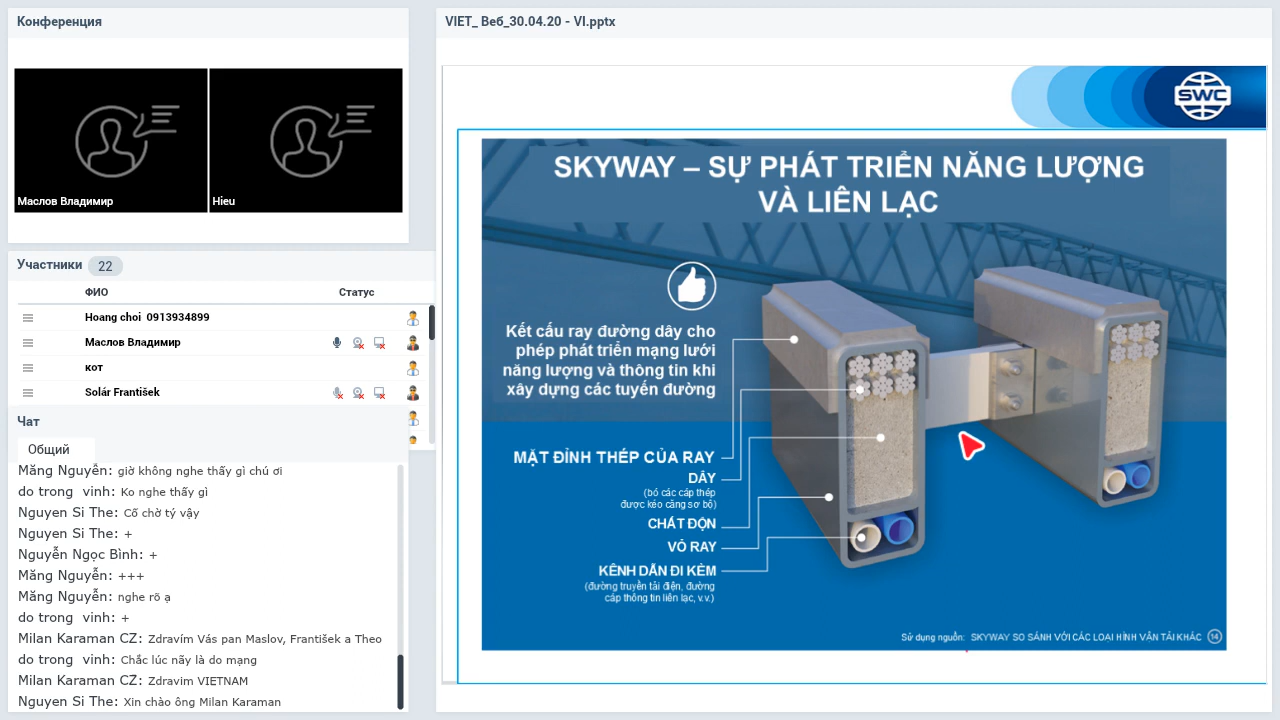 Конференция
Маслов Владимир
Hieu
Участники 22
ФИО Статус
Hoang choi 0913934899
Маслов Владимир
кот
Solár František
Чат
Общий
Măng Nguyễn: giờ không nghe thấy gì chú ơi
do trong vinh: Ko nghe thấy gì
Nguyen Si The: Cố chờ tý vậy
Nguyen Si The: +
Nguyễn Ngọc Bình: +
Măng Nguyễn: +++
Măng Nguyễn: nghe rõ ạ
do trong vinh: +
Milan Karaman CZ: Zdravím Vás pan Maslov, František a Theo
do trong vinh: Chắc lúc nãy là do mạng
Milan Karaman CZ: Zdravim VIETNAM
Nguyen Si The: Xin chào ông Milan Karaman
VIET_ Веб_30.04.20 - VI.pptx
SWC
SKYWAY – SỰ PHÁT TRIỂN NĂNG LƯỢNG
VÀ LIÊN LẠC
Kết cấu ray đường dây cho
phép phát triển mạng lưới
năng lượng và thông tin khi
xây dựng các tuyến đường
MẶT ĐỈNH THÉP CỦA RAY
DÂY
(bó các cáp thép
được kéo căng sơ bộ)
CHẤT ĐỘN
VỎ RAY
KÊNH DẪN ĐI KÈM
(đường truyền tải điện, đường
cáp thông tin liên lạc, v.v.)
Sử dụng nguồn: SKYWAY SO SÁNH VỚI CÁC LOẠI HÌNH VẬN TẢI KHÁC 14